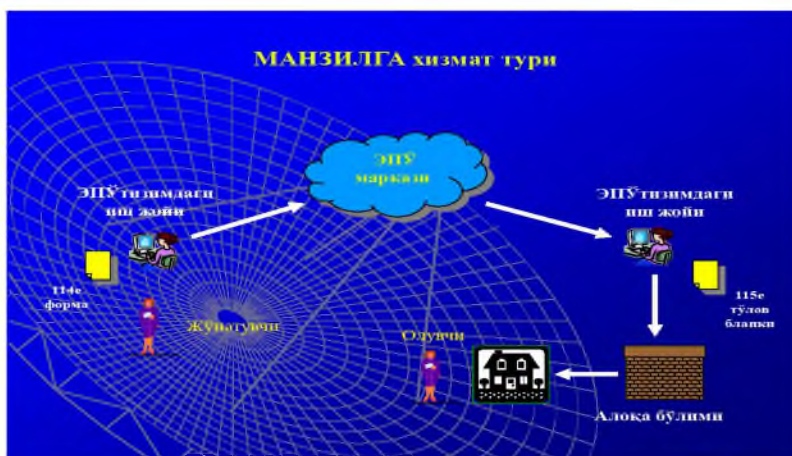 МАНЗИЛГА хизмат тури
ЭПЎ
маркази
ЭПЎтизимдаги
иш жойи
ЭПЎтизимдаги
иш жойи
114е
форма
115е
тўлов
бланки
Жўнатувчи
Олувчи
Алоқа бўлими